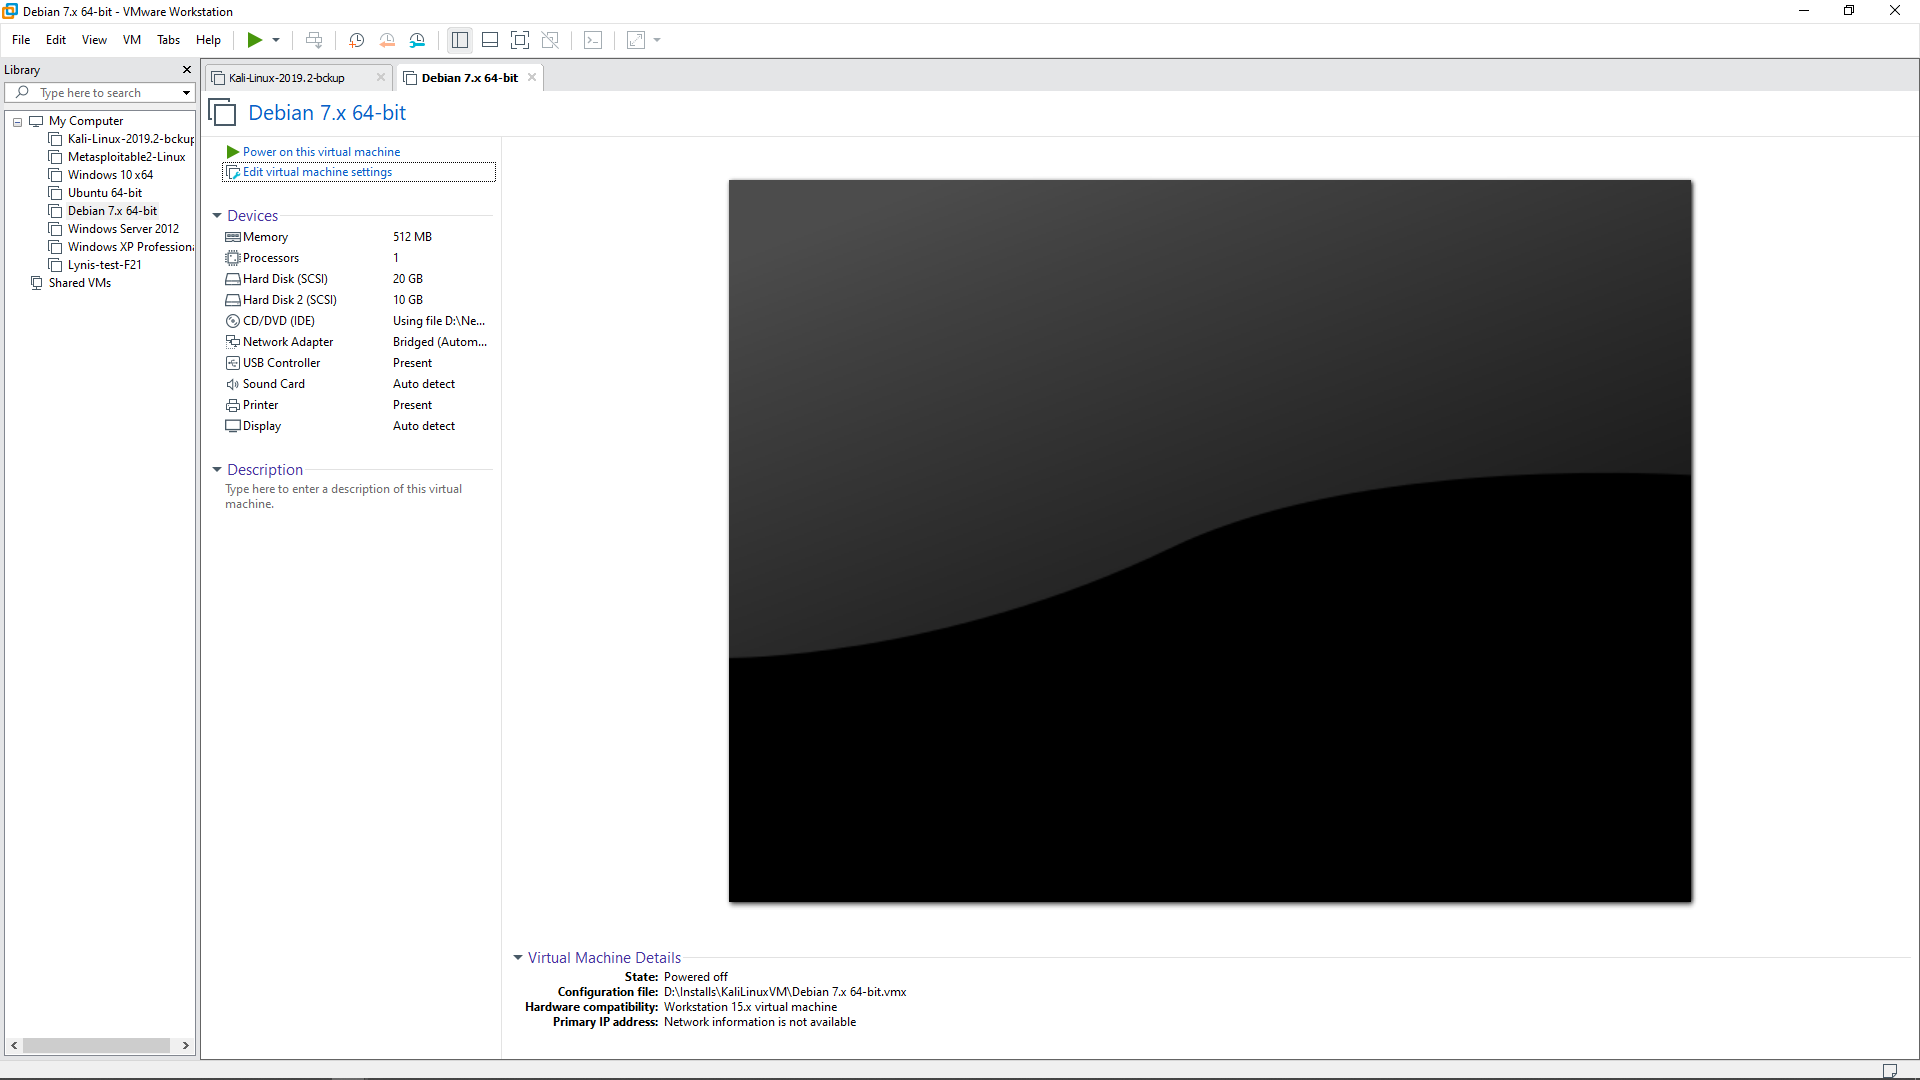 Debian 7.x 64-bit - VMware Workstation
File Edit View VM Tabs Help
Library
Type here to search
My Computer
Kali-Linux-2019.2-bckup
Metasploitable2-Linux
Windows 10 x64
Ubuntu 64-bit
Debian 7.x 64-bit
Windows Server 2012
Windows XP Professiona
Lynis-test-F21
Shared VMs
Kali-Linux-2019.2-bckup
Debian 7.x 64-bit
Debian 7.x 64-bit
Power on this virtual machine
Edit virtual machine settings
Devices
Memory 512 MB
Processors 1
Hard Disk (SCSI) 20 GB
Hard Disk 2 (SCSI) 10 GB
CD/DVD (IDE) Using file D:\Ne...
Network Adapter Bridged (Autom...
USB Controller Present
Sound Card Auto detect
Printer Present
Display Auto detect
Description
Type here to enter a description of this virtual
machine.
Virtual Machine Details
State: Powered off
Configuration file: D:\Installs\KaliLinuxVM\Debian 7.x 64-bit.vmx
Hardware compatibility: Workstation 15.x virtual machine
Primary IP address: Network information is not available